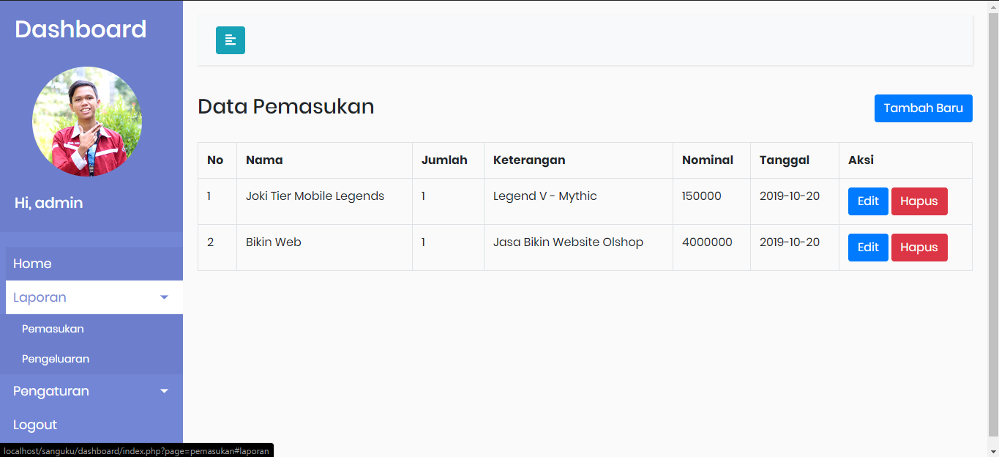 Dashboard
Hi, admin
Home
Laporan
Pemasukan
Pengeluaran
Pengaturan
Logout
Data Pemasukan
Tambah Baru
No Nama Jumlah Keterangan Nominal Tanggal Aksi
1 Joki Tier Mobile Legends 1 Legend V - Mythic 150000 2019-10-20 Edit Hapus
2 Bikin Web 1 Jasa Bikin Website Olshop 4000000 2019-10-20 Edit Hapus
localhost/sanguku/dashboard/index.php?page=pemasukan#laporan